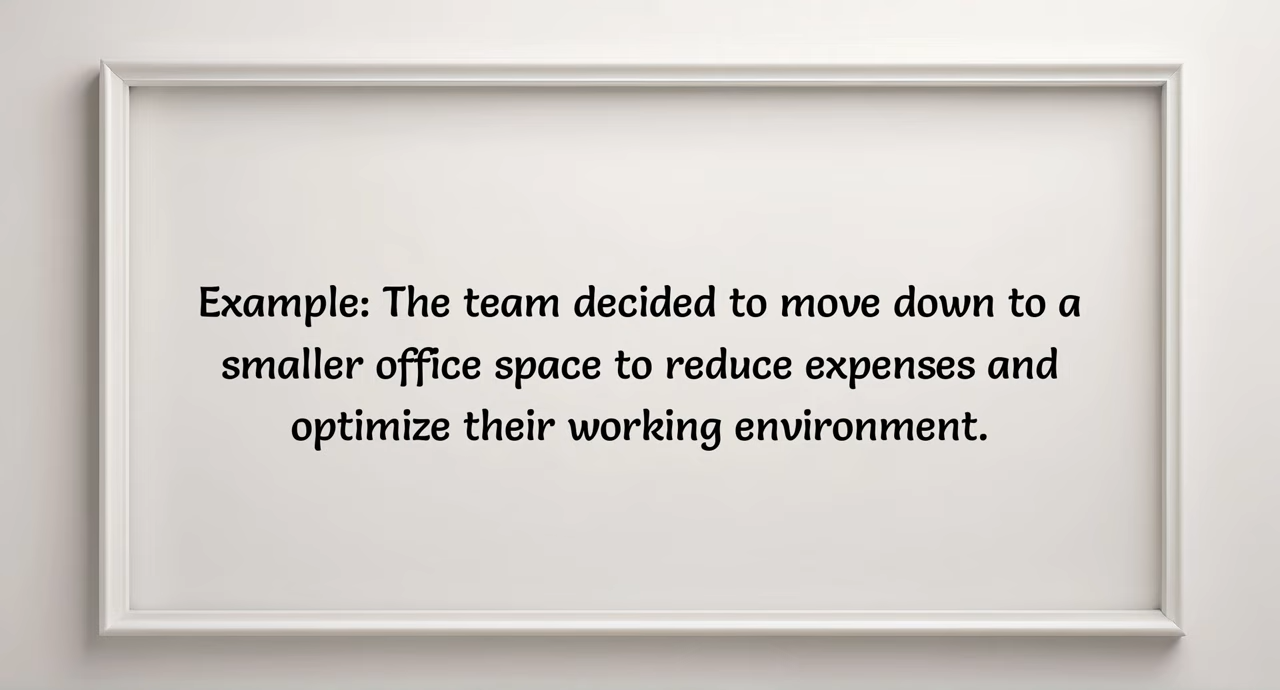 Example: The team decided to move down to a
smaller office space to reduce expenses and
optimize their working environment.